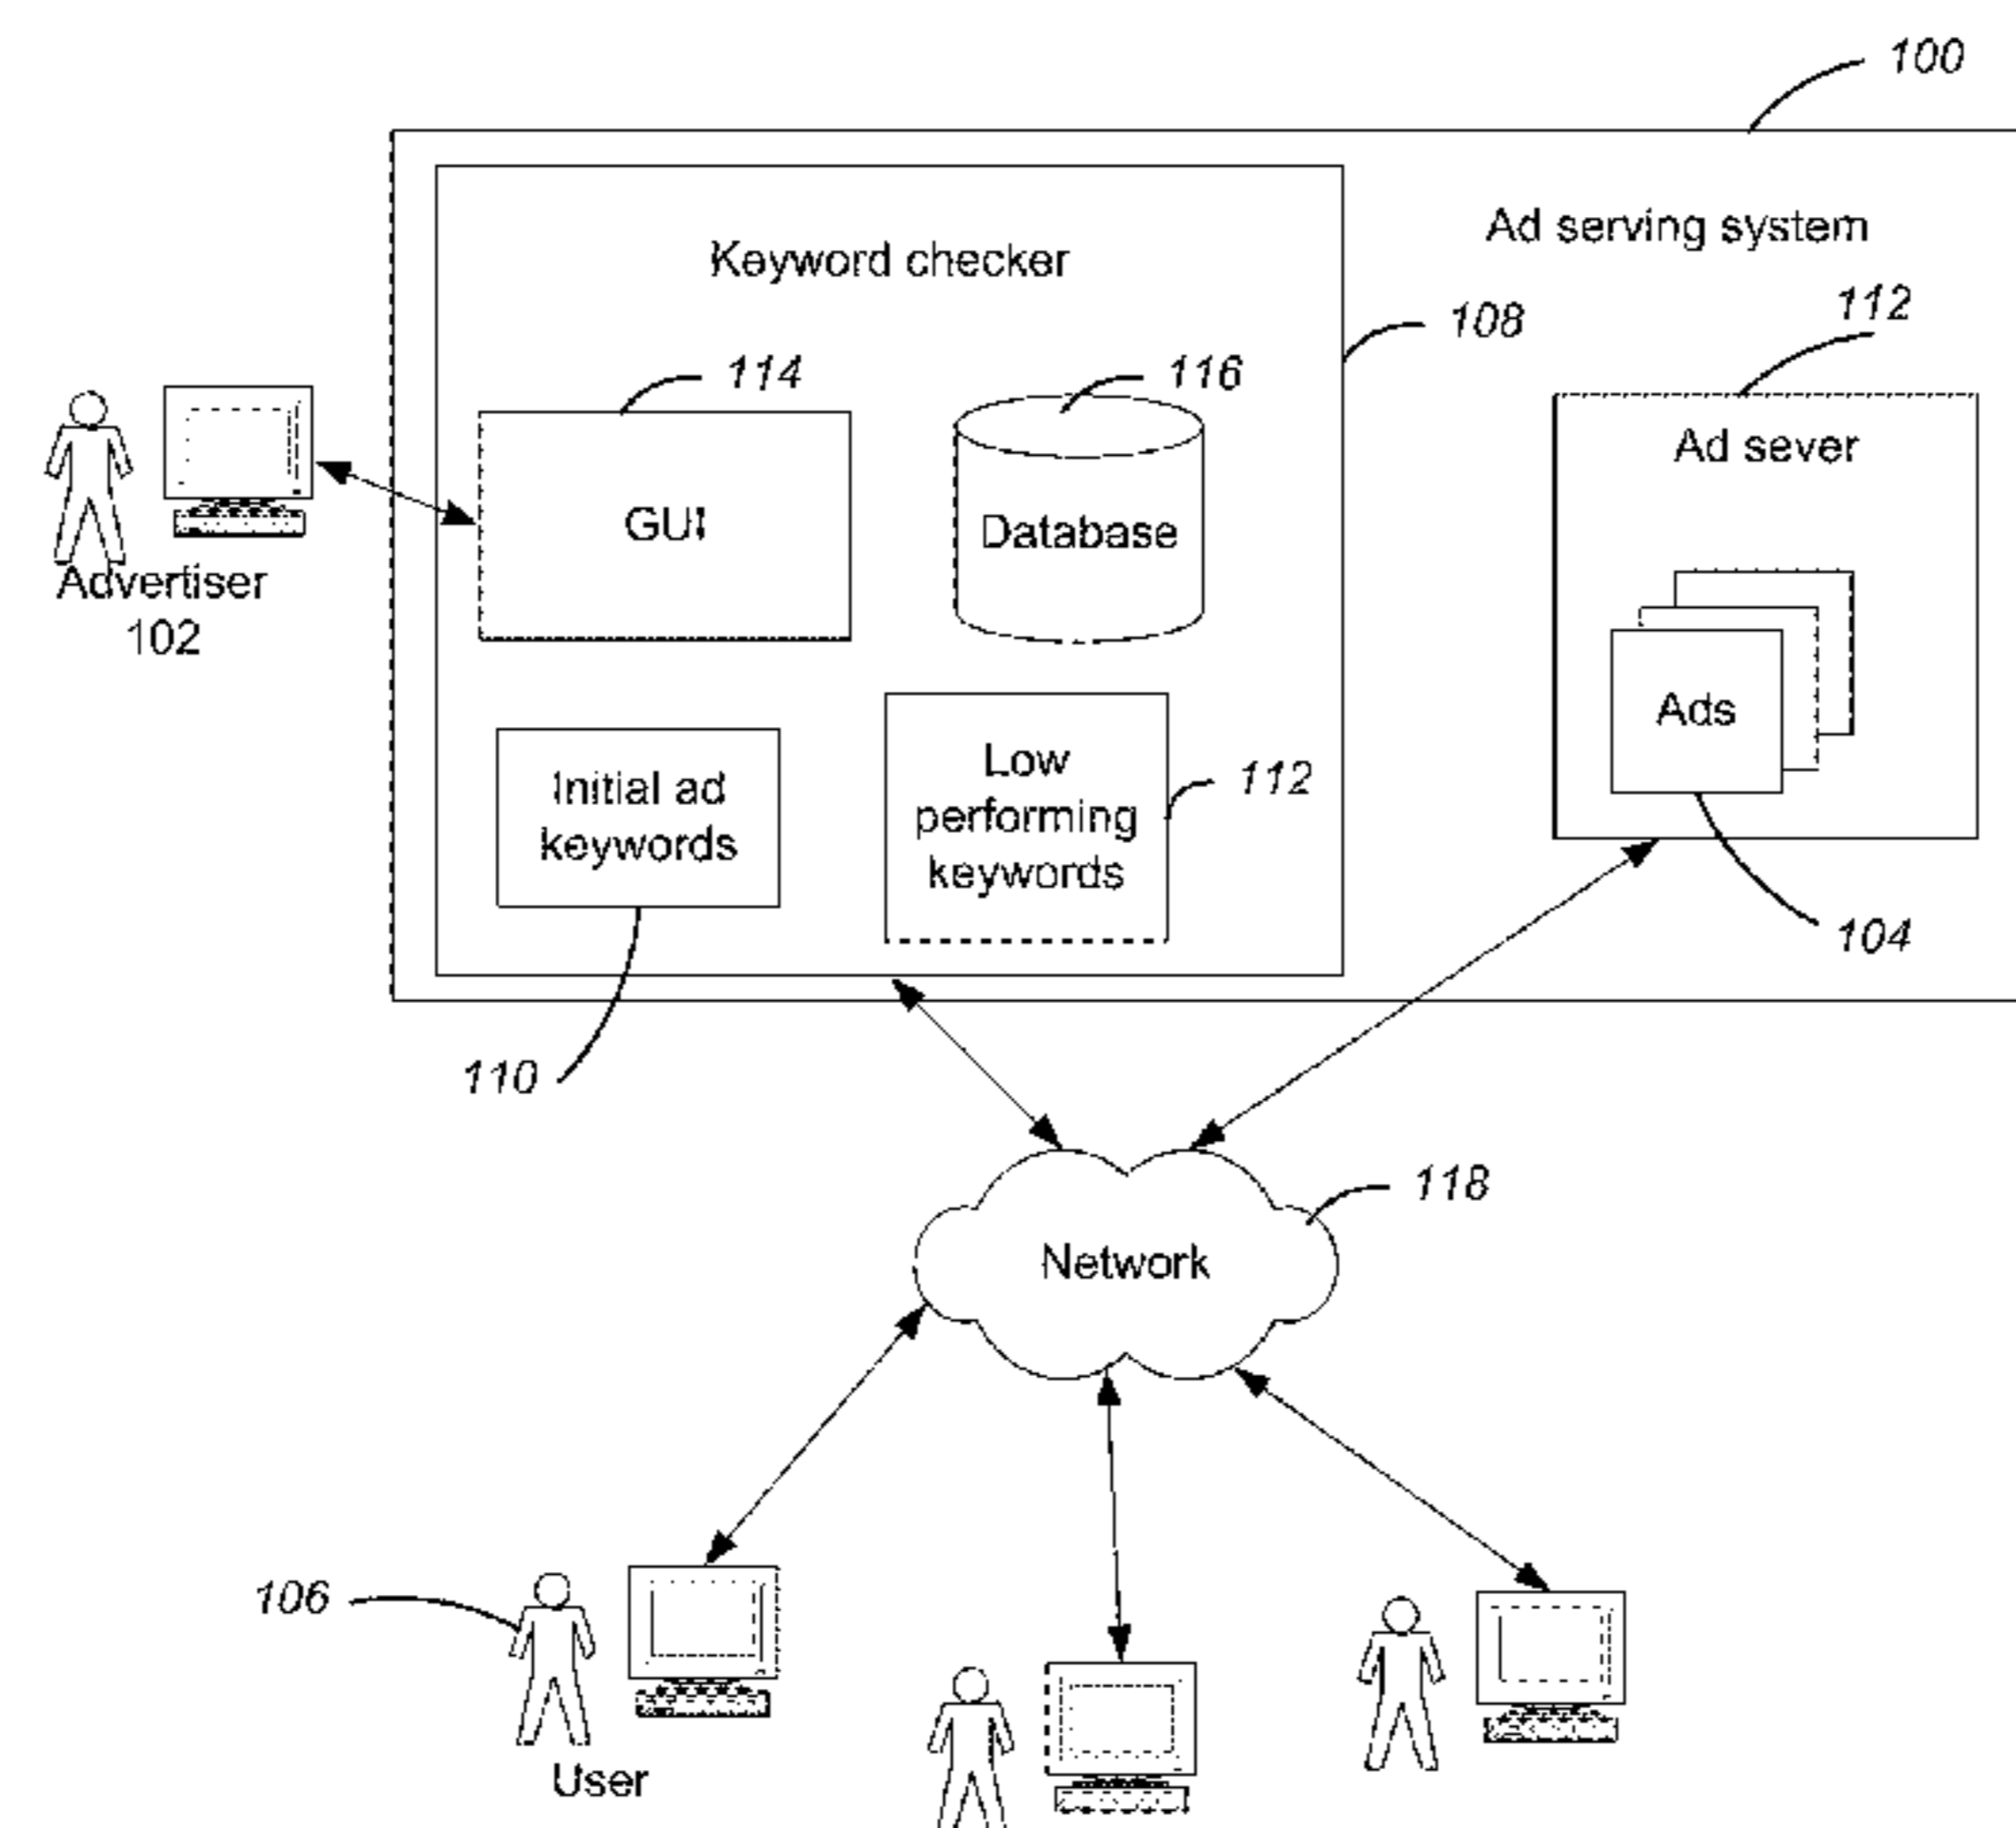 100
Ad serving system
Keyword checker
108
112
114
116
Ad sever
GUI
Database
Advertiser
102
Ads
Initial ad
keywords
Low
performing
keywords
112
104
110
118
Network
106
User